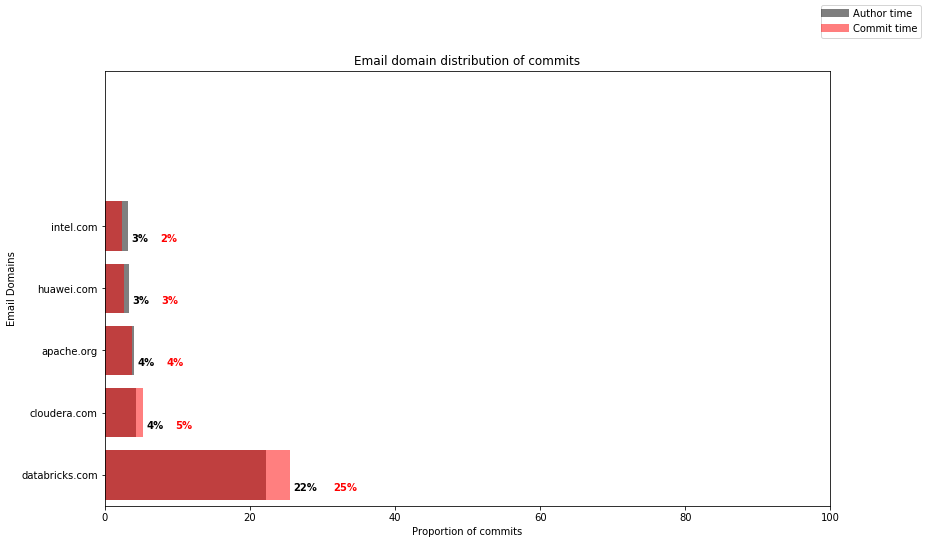 Author time
Commit time
Email domain distribution of commits
Email Domains
intel.com
3% 2%
huawei.com
3% 3%
apache.org
4% 4%
cloudera.com
4% 5%
databricks.com
22% 25%
0 20 40 60 80 100
Proportion of commits